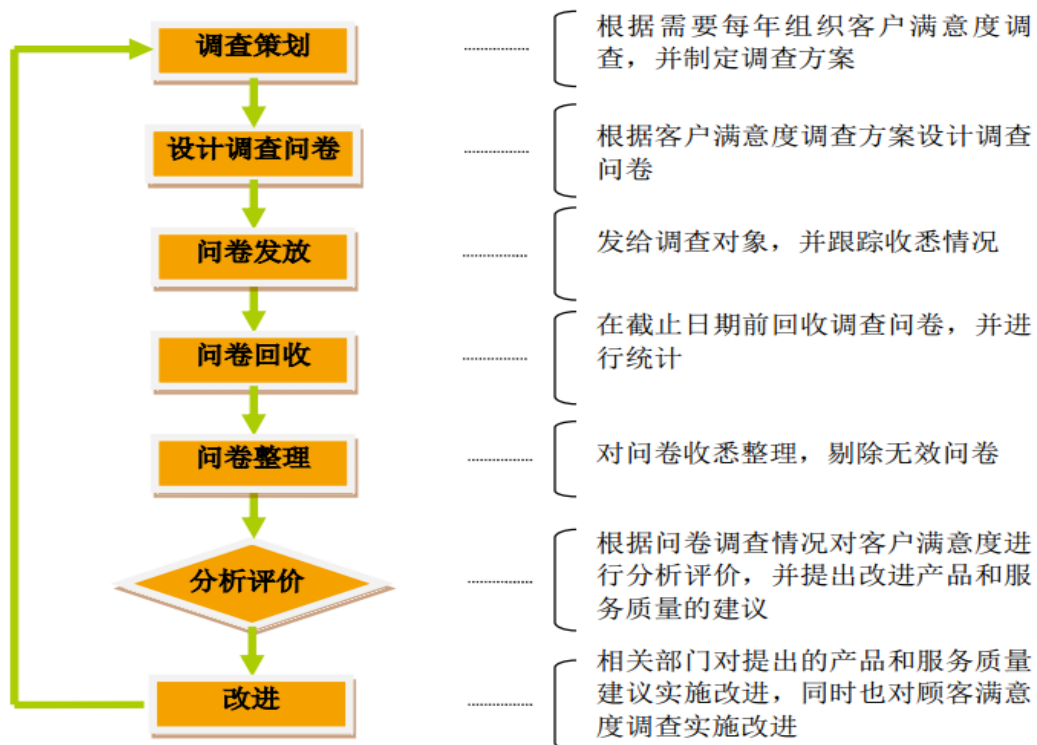 调查策划
根据需要每年组织客户满意度调
查，并制定调查方案
设计调查问卷
根据客户满意度调查方案设计调查
问卷
问卷发放
发给调查对象，并跟踪收悉情况
问卷回收
在截止日期前回收调查问卷，并进
行统计
问卷整理
对问卷收悉整理，剔除无效问卷
分析评价
根据问卷调查情况对客户满意度进
行分析评价，并提出改进产品和服
务质量的建议
改进
相关部门对提出的产品和服务质量
建议实施改进，同时也对顾客满意
度调查实施改进